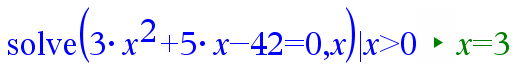 solve(3·x²+5·x−42=0,x)|x>0 ▸ x=3